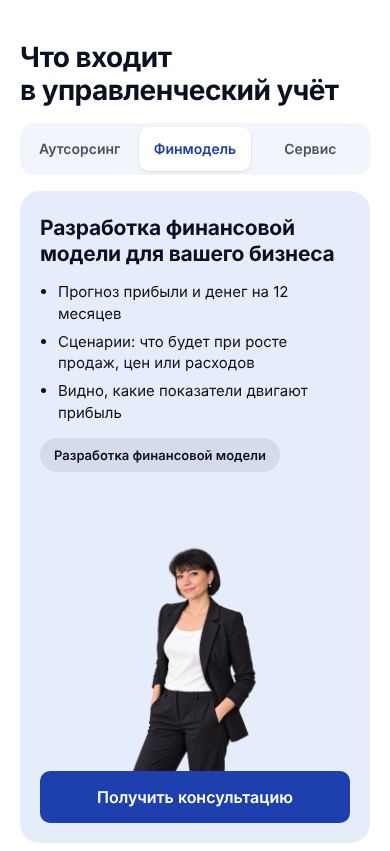 Что входит
в управленческий учёт
Аутсорсинг
Финмодель
Сервис
Разработка финансовой
модели для вашего бизнеса
• Прогноз прибыли и денег на 12
месяцев
• Сценарии: что будет при росте
продаж, цен или расходов
• Видно, какие показатели двигают
прибыль
Разработка финансовой модели
Получить консультацию